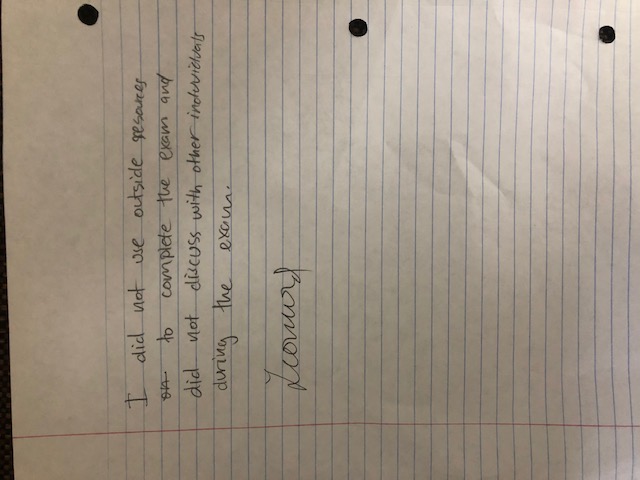 I did not use outside resources
on to complete the exam and
did not discuss with other induviduals
during the exam.
Leonard